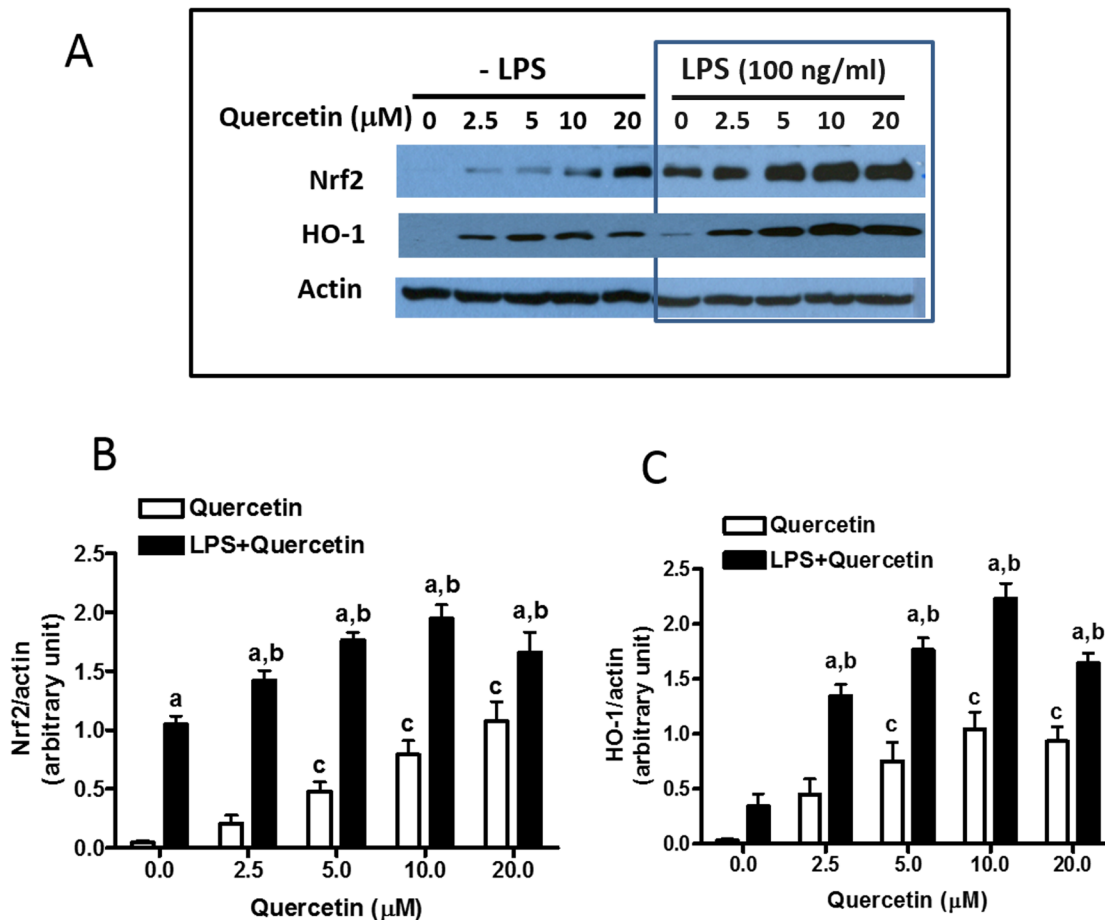 A
- LPS
LPS (100 ng/ml)
Quercetin (μM) 0 2.5 5 10 20 0 2.5 5 10 20
Nrf2
HO-1
Actin
B
Quercetin
LPS+Quercetin
Nrf2/actin
(arbitrary unit)
2.5
2.0
1.5
1.0
0.5
0.0
a
a,b
a,b
a,b
a,b
c
c
c
0.0 2.5 5.0 10.0 20.0
Quercetin (μM)
C
Quercetin
LPS+Quercetin
HO-1/actin
(arbitrary unit)
2.5
2.0
1.5
1.0
0.5
0.0
a,b
a,b
a,b
a,b
c
c
c
0.0 2.5 5.0 10.0 20.0
Quercetin (μM)